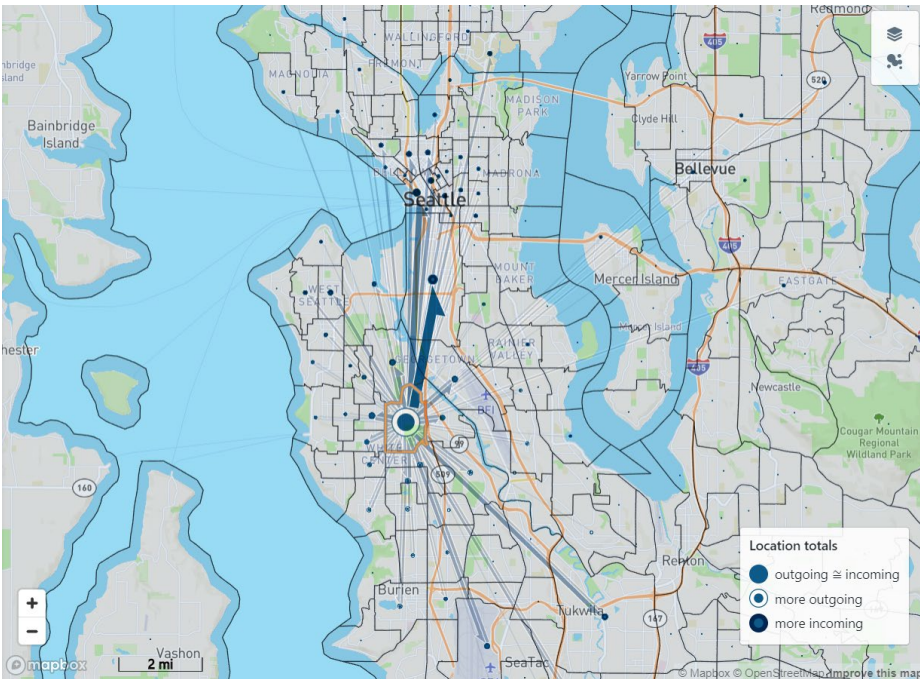 Redmond
WALLINGFORD
FREMONT
MAGNOLIA
405
Yarrow Point
520
MADISON
PARK
Clyde Hill
Bainbridge
Island
Bellevue
MADRONA
Seattle
405
MOUNT
BAKER
Mercer Island
EASTGATE
WEST
SEATTLE
Mercer Island
RAINIER
VALLEY
GEORGETOWN
405
Newcastle
BFI
Cougar Mountain
Regional
Wildland Park
WHITE
CENTER
99
509
160
Location totals
outgoing ≅ incoming
more outgoing
more incoming
Renton
Burien
Tukwila
167
+
−
Vashon
SeaTac
mapbox
2 mi
© Mapbox © OpenStreetMap Improve this map